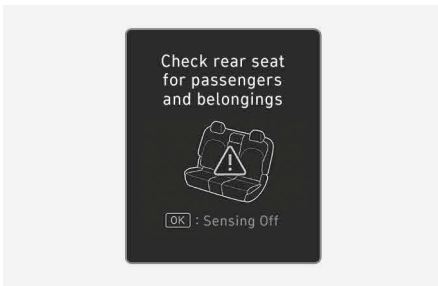 Check rear seat
for passengers
and belongings
OK : Sensing Off